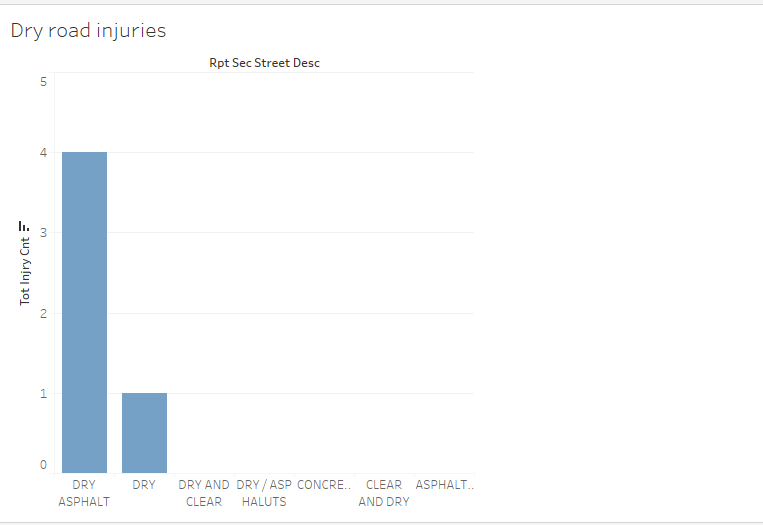 Dry road injuries
Rpt Sec Street Desc
5
4
3
2
1
0
Tot Injry Cnt
DRY ASPHALT
DRY
DRY AND CLEAR
DRY / ASP HALUTS
CONCRE..
CLEAR AND DRY
ASPHALT..